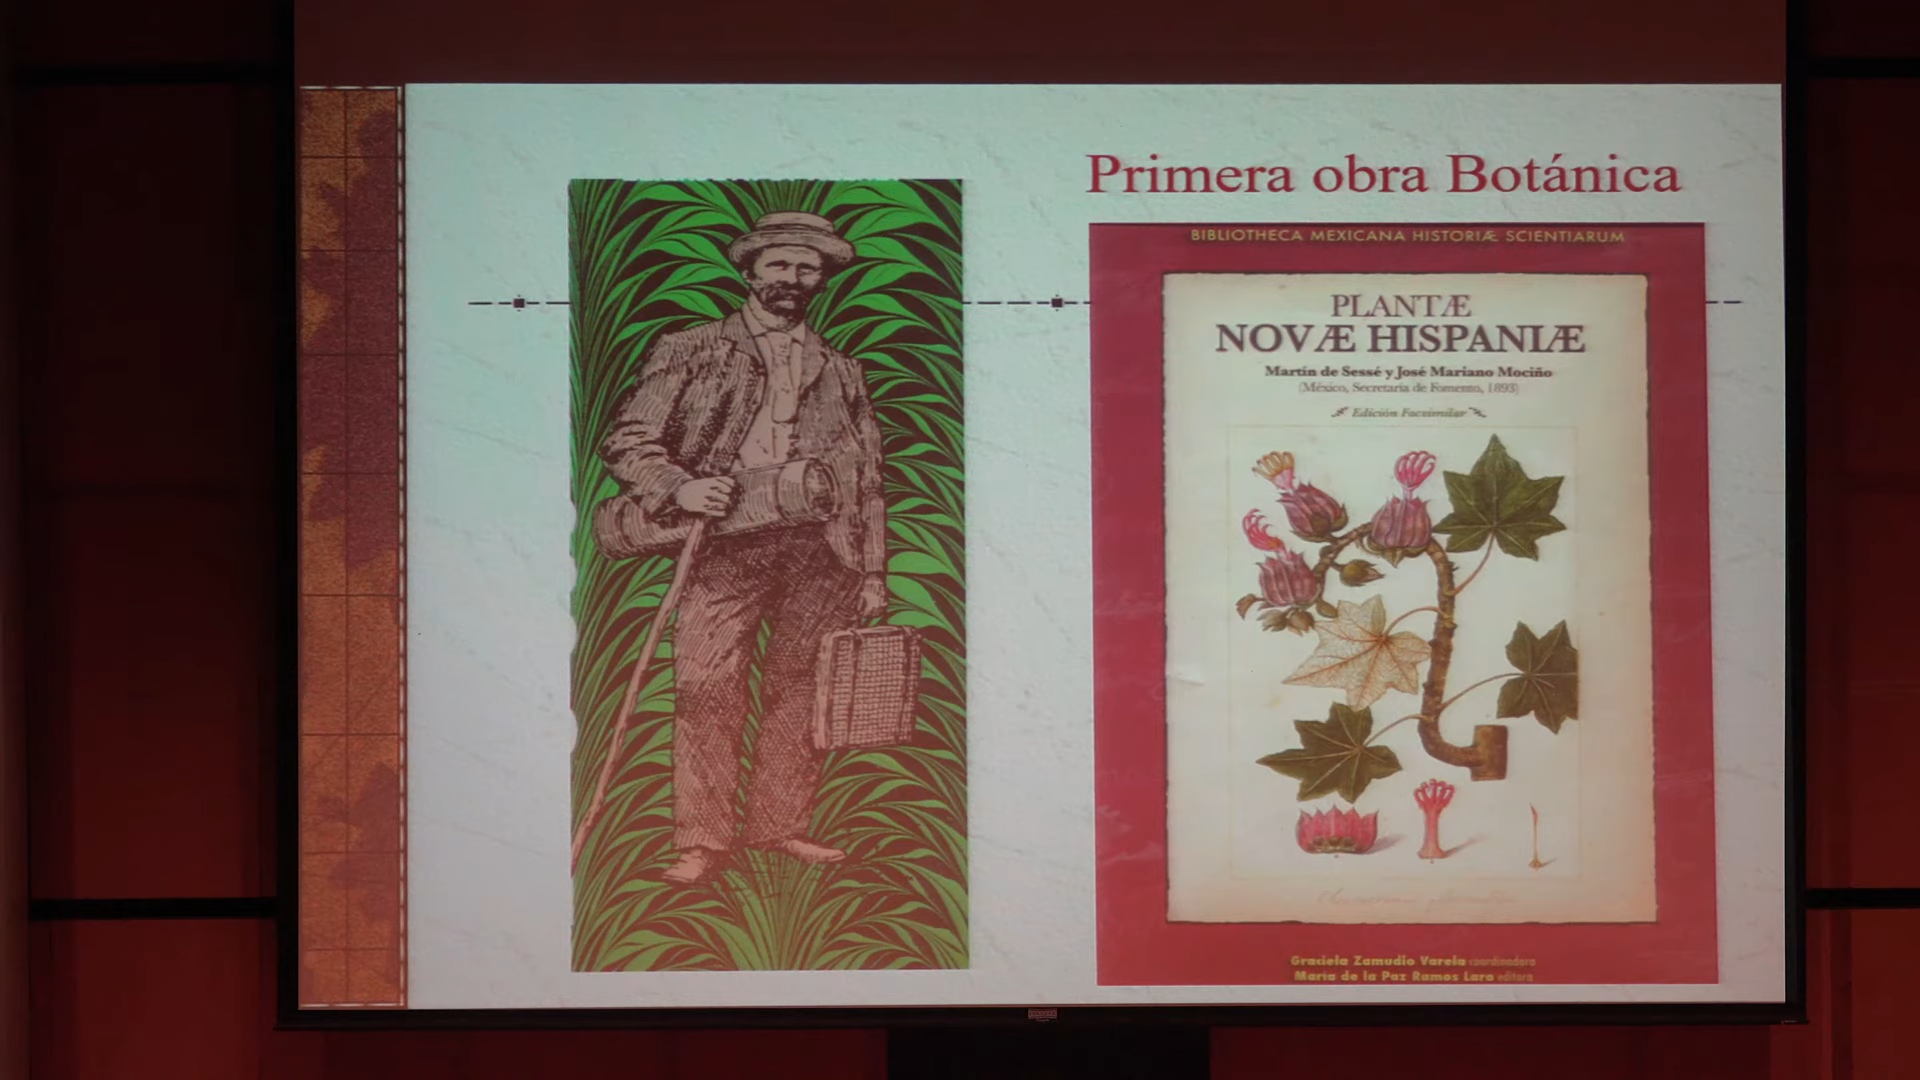 Primera obra Botánica
BIBLIOTHECA MEXICANA HISTORIÆ SCIENTIARUM
PLANTÆ
NOVÆ HISPANIÆ
Martín de Sessé y José Mariano Mociño
(México, Secretaría de Fomento, 1893)
Edición Facsimilar
Graciela Zamudio Varela coordinadora
María de la Paz Ramos Lara editora